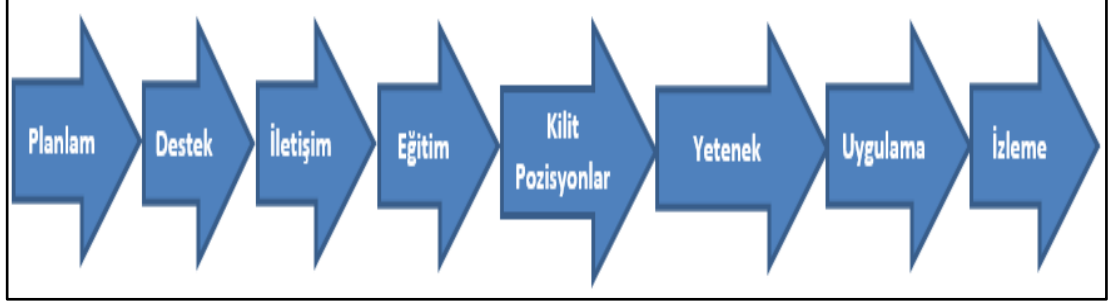 Planlam
Destek
İletişim
Eğitim
Kilit
Pozisyonlar
Yetenek
Uygulama
İzleme